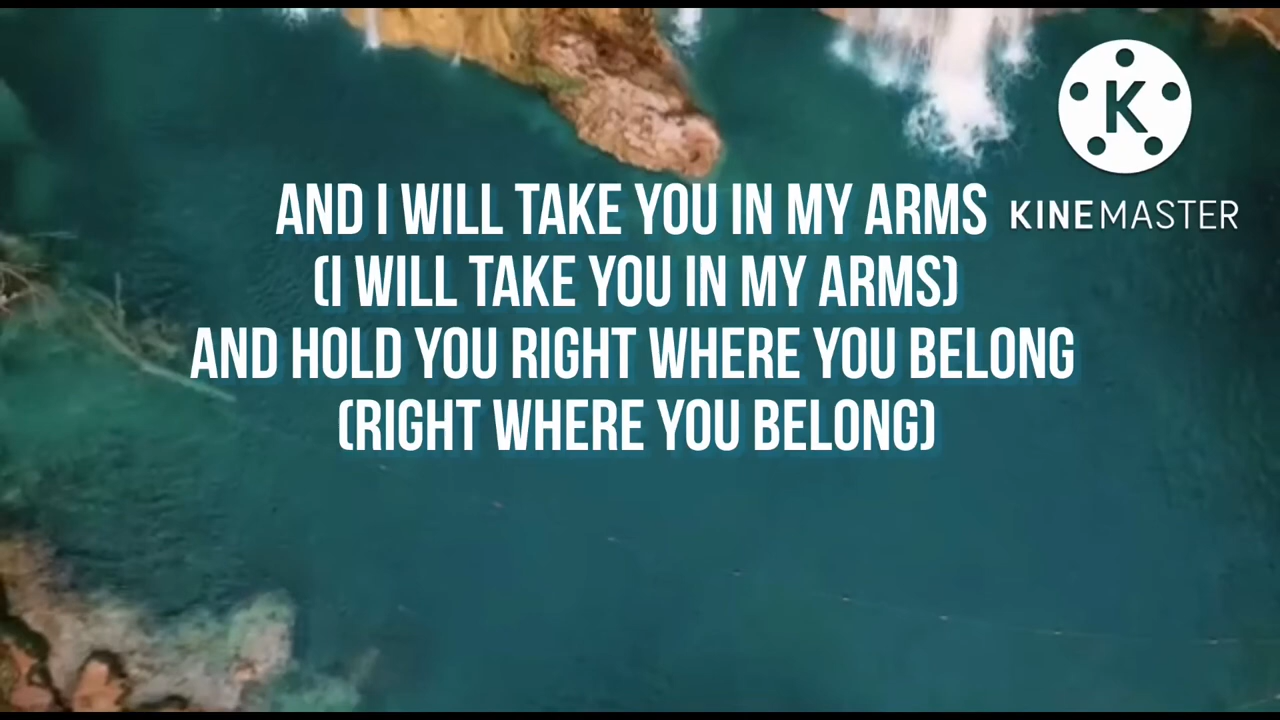 AND I WILL TAKE YOU IN MY ARMS
(I WILL TAKE YOU IN MY ARMS)
AND HOLD YOU RIGHT WHERE YOU BELONG
(RIGHT WHERE YOU BELONG)
K
KINEMASTER